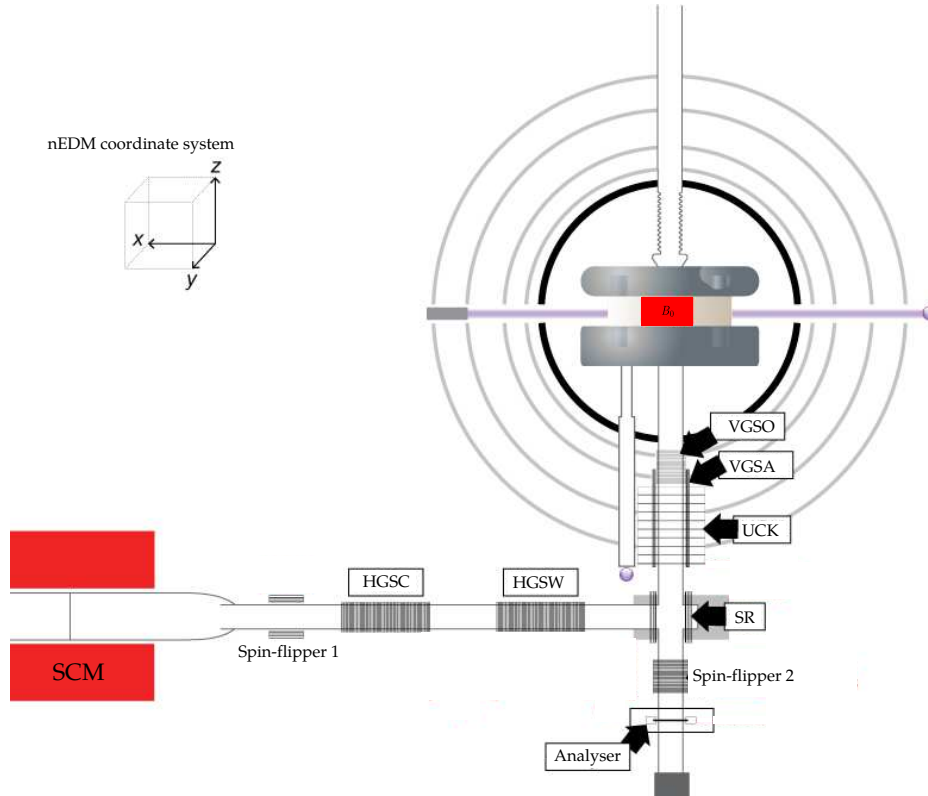 nEDM coordinate system
z
x
y
B₀
VGSO
VGSA
UCK
HGSC
HGSW
SR
Spin-flipper 1
SCM
Spin-flipper 2
Analyser